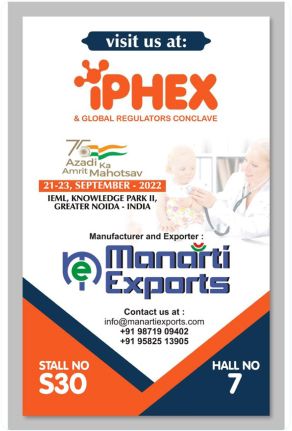 visit us at:
iPHEX
& GLOBAL REGULATORS CONCLAVE
75
Azadi Ka
Amrit Mahotsav
21-23, SEPTEMBER - 2022
IEML, KNOWLEDGE PARK II,
GREATER NOIDA - INDIA
Manufacturer and Exporter :
me Manarti
Exports
Contact us at :
info@manartiexports.com
+91 98719 09402
+91 95825 13905
STALL NO
S30
HALL NO
7